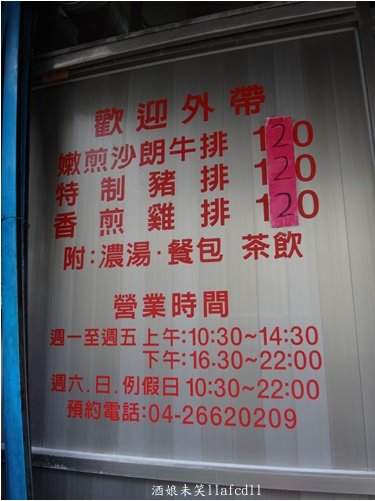 歡迎外帶
嫩煎沙朗牛排 120
特制豬排 120
香煎雞排 120
附:濃湯·餐包 茶飲
營業時間
週一至週五 上午:10:30~14:30
下午:16.30~22:00
週六.日.例假日 10:30~22:00
預約電話:04-26620209
酒娘未笑llafcdll